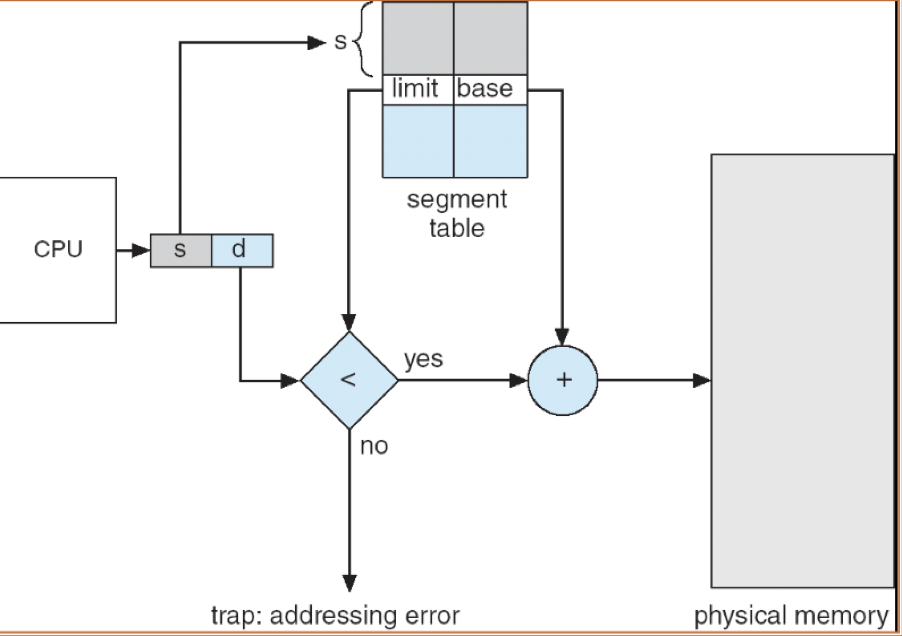 s
limit base
segment
table
CPU
s d
<
yes
+
no
trap: addressing error
physical memory